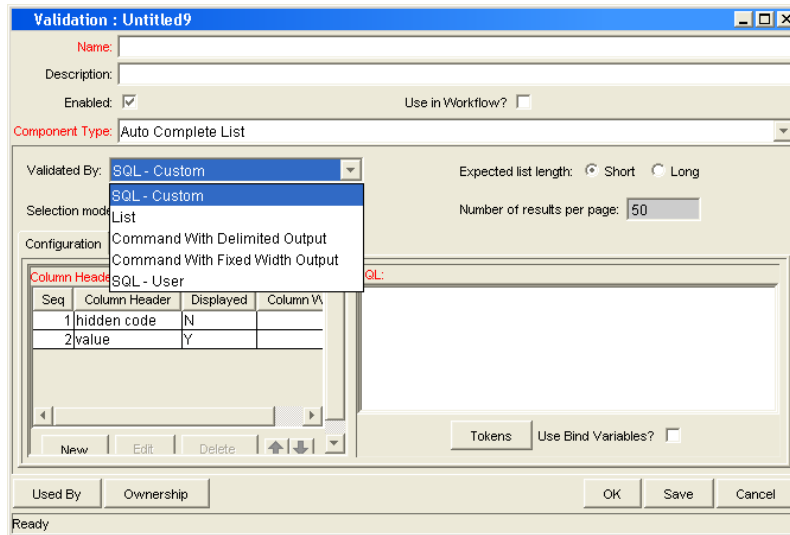 Validation : Untitled9
Name:
Description:
Enabled: Use in Workflow?
Component Type: Auto Complete List
Validated By: SQL - Custom Expected list length: Short Long
SQL - Custom
Selection mode Number of results per page: 50
List
Command With Delimited Output
Configuration
Command With Fixed Width Output
Column Heade SQL - User QL:
Seq Column Header Displayed Column W
1 hidden code N
2 value Y
New Edit Delete
Tokens Use Bind Variables?
Used By Ownership OK Save Cancel
Ready